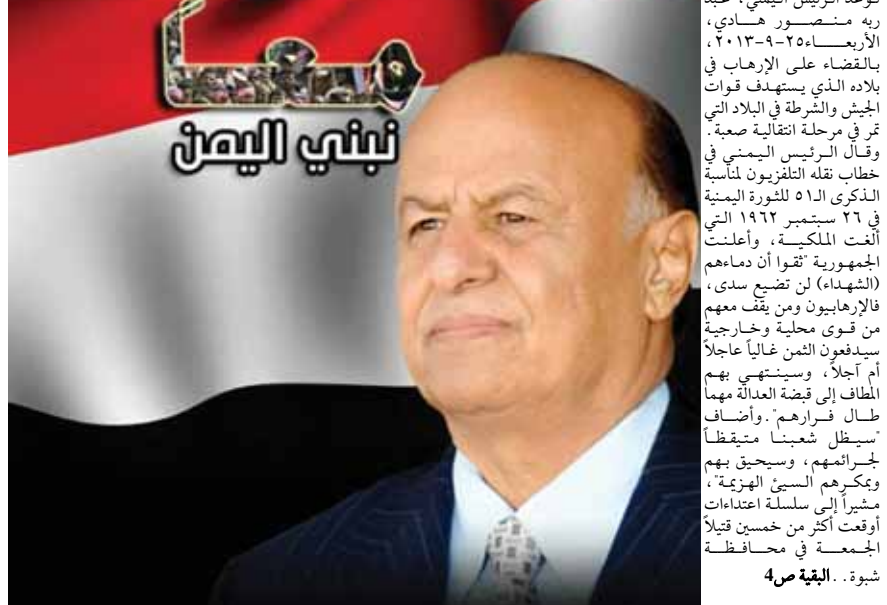 معاً
نبني اليمن
توعد الرئيس اليمني، عبد
ربه منصور هادي،
الأربعاء٢٥-٩-٢٠١٣،
بالقضاء على الإرهاب في
بلاده الذي يستهدف قوات
الجيش والشرطة في البلاد التي
تمر في مرحلة انتقالية صعبة.
وقال الرئيس اليمني في
خطاب نقله التلفزيون لمناسبة
الذكرى الـ٥١ للثورة اليمنية
في ٢٦ سبتمبر ١٩٦٢ التي
ألغت الملكية، وأعلنت
الجمهورية "ثقوا أن دماءهم
(الشهداء) لن تضيع سدى،
فالإرهابيون ومن يقف معهم
من قوى محلية وخارجية
سيدفعون الثمن غالياً عاجلاً
أم آجلاً، وسينتهي بهم
المطاف إلى قبضة العدالة مهما
طال فرارهم". وأضاف
"سيظل شعبنا متيقظاً
لجرائمهم، وسيحيق بهم
وبمكرهم السيئ الهزيمة"،
مشيراً إلى سلسلة اعتداءات
أوقعت أكثر من خمسين قتيلاً
الجمعة في محافظة
شبوة.. البقية ص4